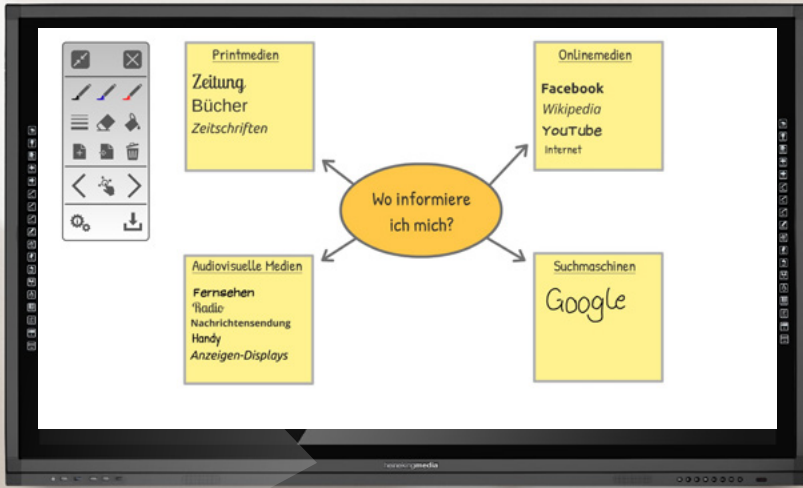 Printmedien
Zeitung
Bücher
Zeitschriften
Onlinemedien
Facebook
Wikipedia
YouTube
Internet
Wo informiere
ich mich?
Audiovisuelle Medien
Fernsehen
Radio
Nachrichtensendung
Handy
Anzeigen-Displays
Suchmaschinen
Google